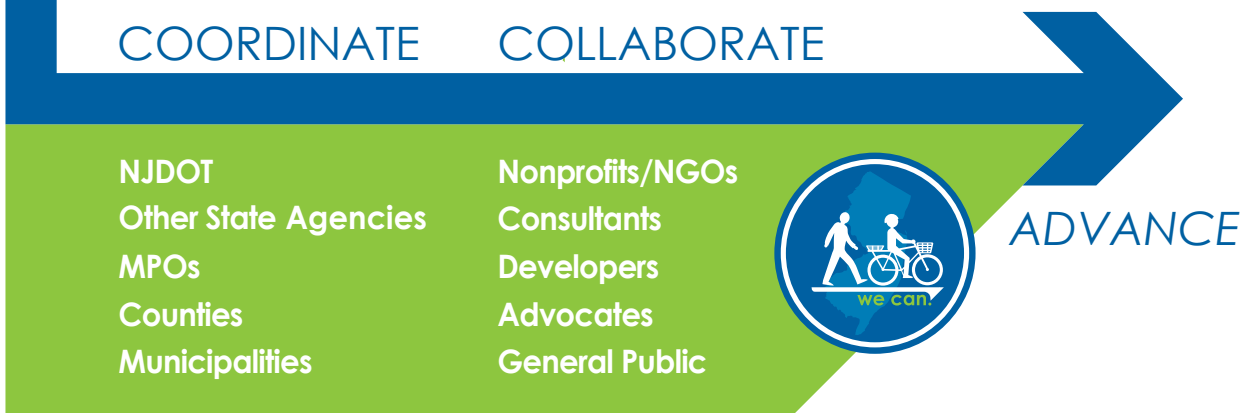 COORDINATE
COLLABORATE
NJDOT
Other State Agencies
MPOs
Counties
Municipalities
Nonprofits/NGOs
Consultants
Developers
Advocates
General Public
we can.
ADVANCE